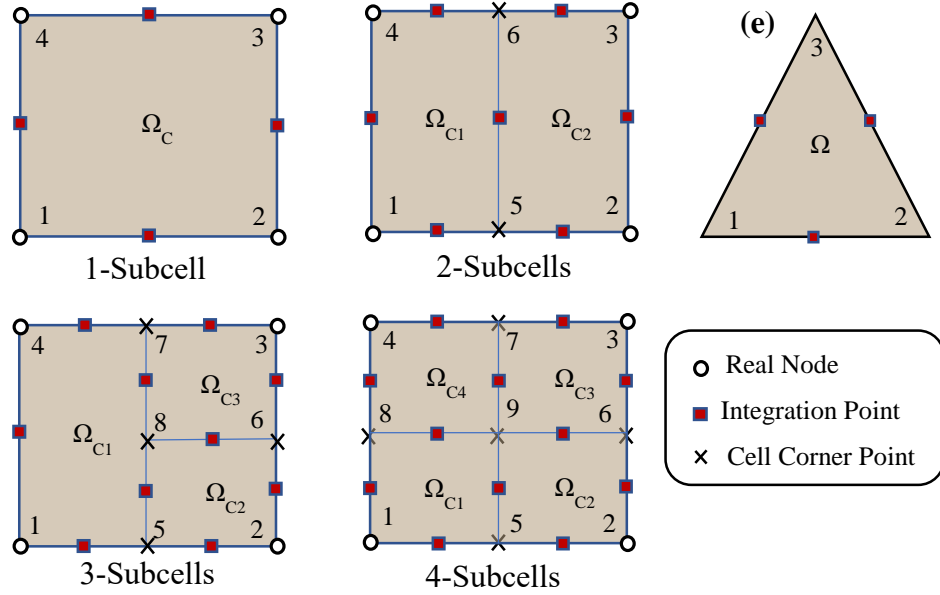 4 3
Ω_C
1 2
1-Subcell
4 6 3
Ω_C1 Ω_C2
1 5 2
2-Subcells
(e)
3
Ω
1 2
4 7 3
Ω_C3
Ω_C1 8 6
Ω_C2
1 5 2
3-Subcells
4 7 3
Ω_C4 Ω_C3
8 9 6
Ω_C1 Ω_C2
1 5 2
4-Subcells
Real Node
Integration Point
Cell Corner Point